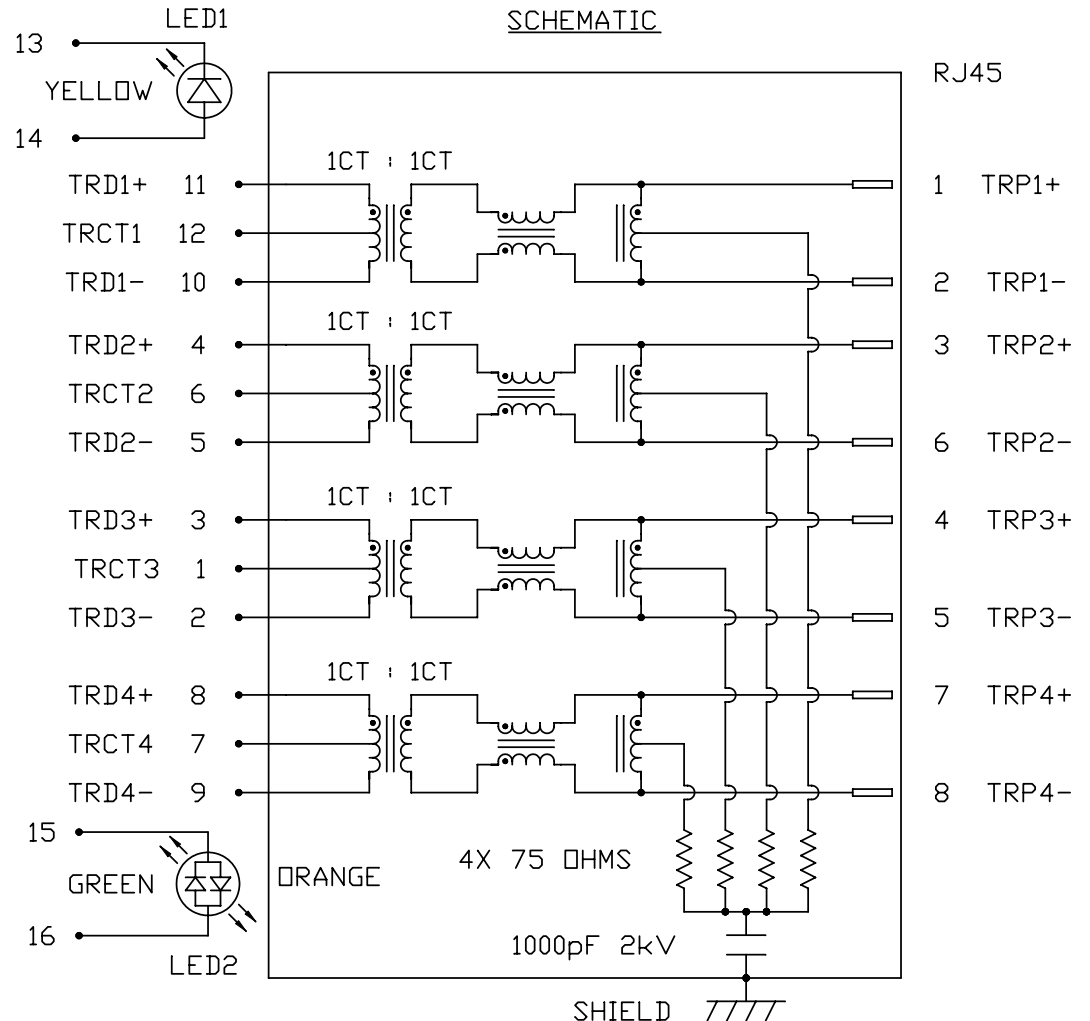 LED1
SCHEMATIC
13
RJ45
YELLOW
14
1CT : 1CT
TRD1+ 11
1 TRP1+
TRCT1 12
TRD1- 10
2 TRP1-
1CT : 1CT
TRD2+ 4
3 TRP2+
TRCT2 6
TRD2- 5
6 TRP2-
1CT : 1CT
TRD3+ 3
4 TRP3+
TRCT3 1
TRD3- 2
5 TRP3-
1CT : 1CT
TRD4+ 8
7 TRP4+
TRCT4 7
TRD4- 9
8 TRP4-
15
4X 75 OHMS
GREEN
ORANGE
16
1000pF 2kV
LED2
SHIELD